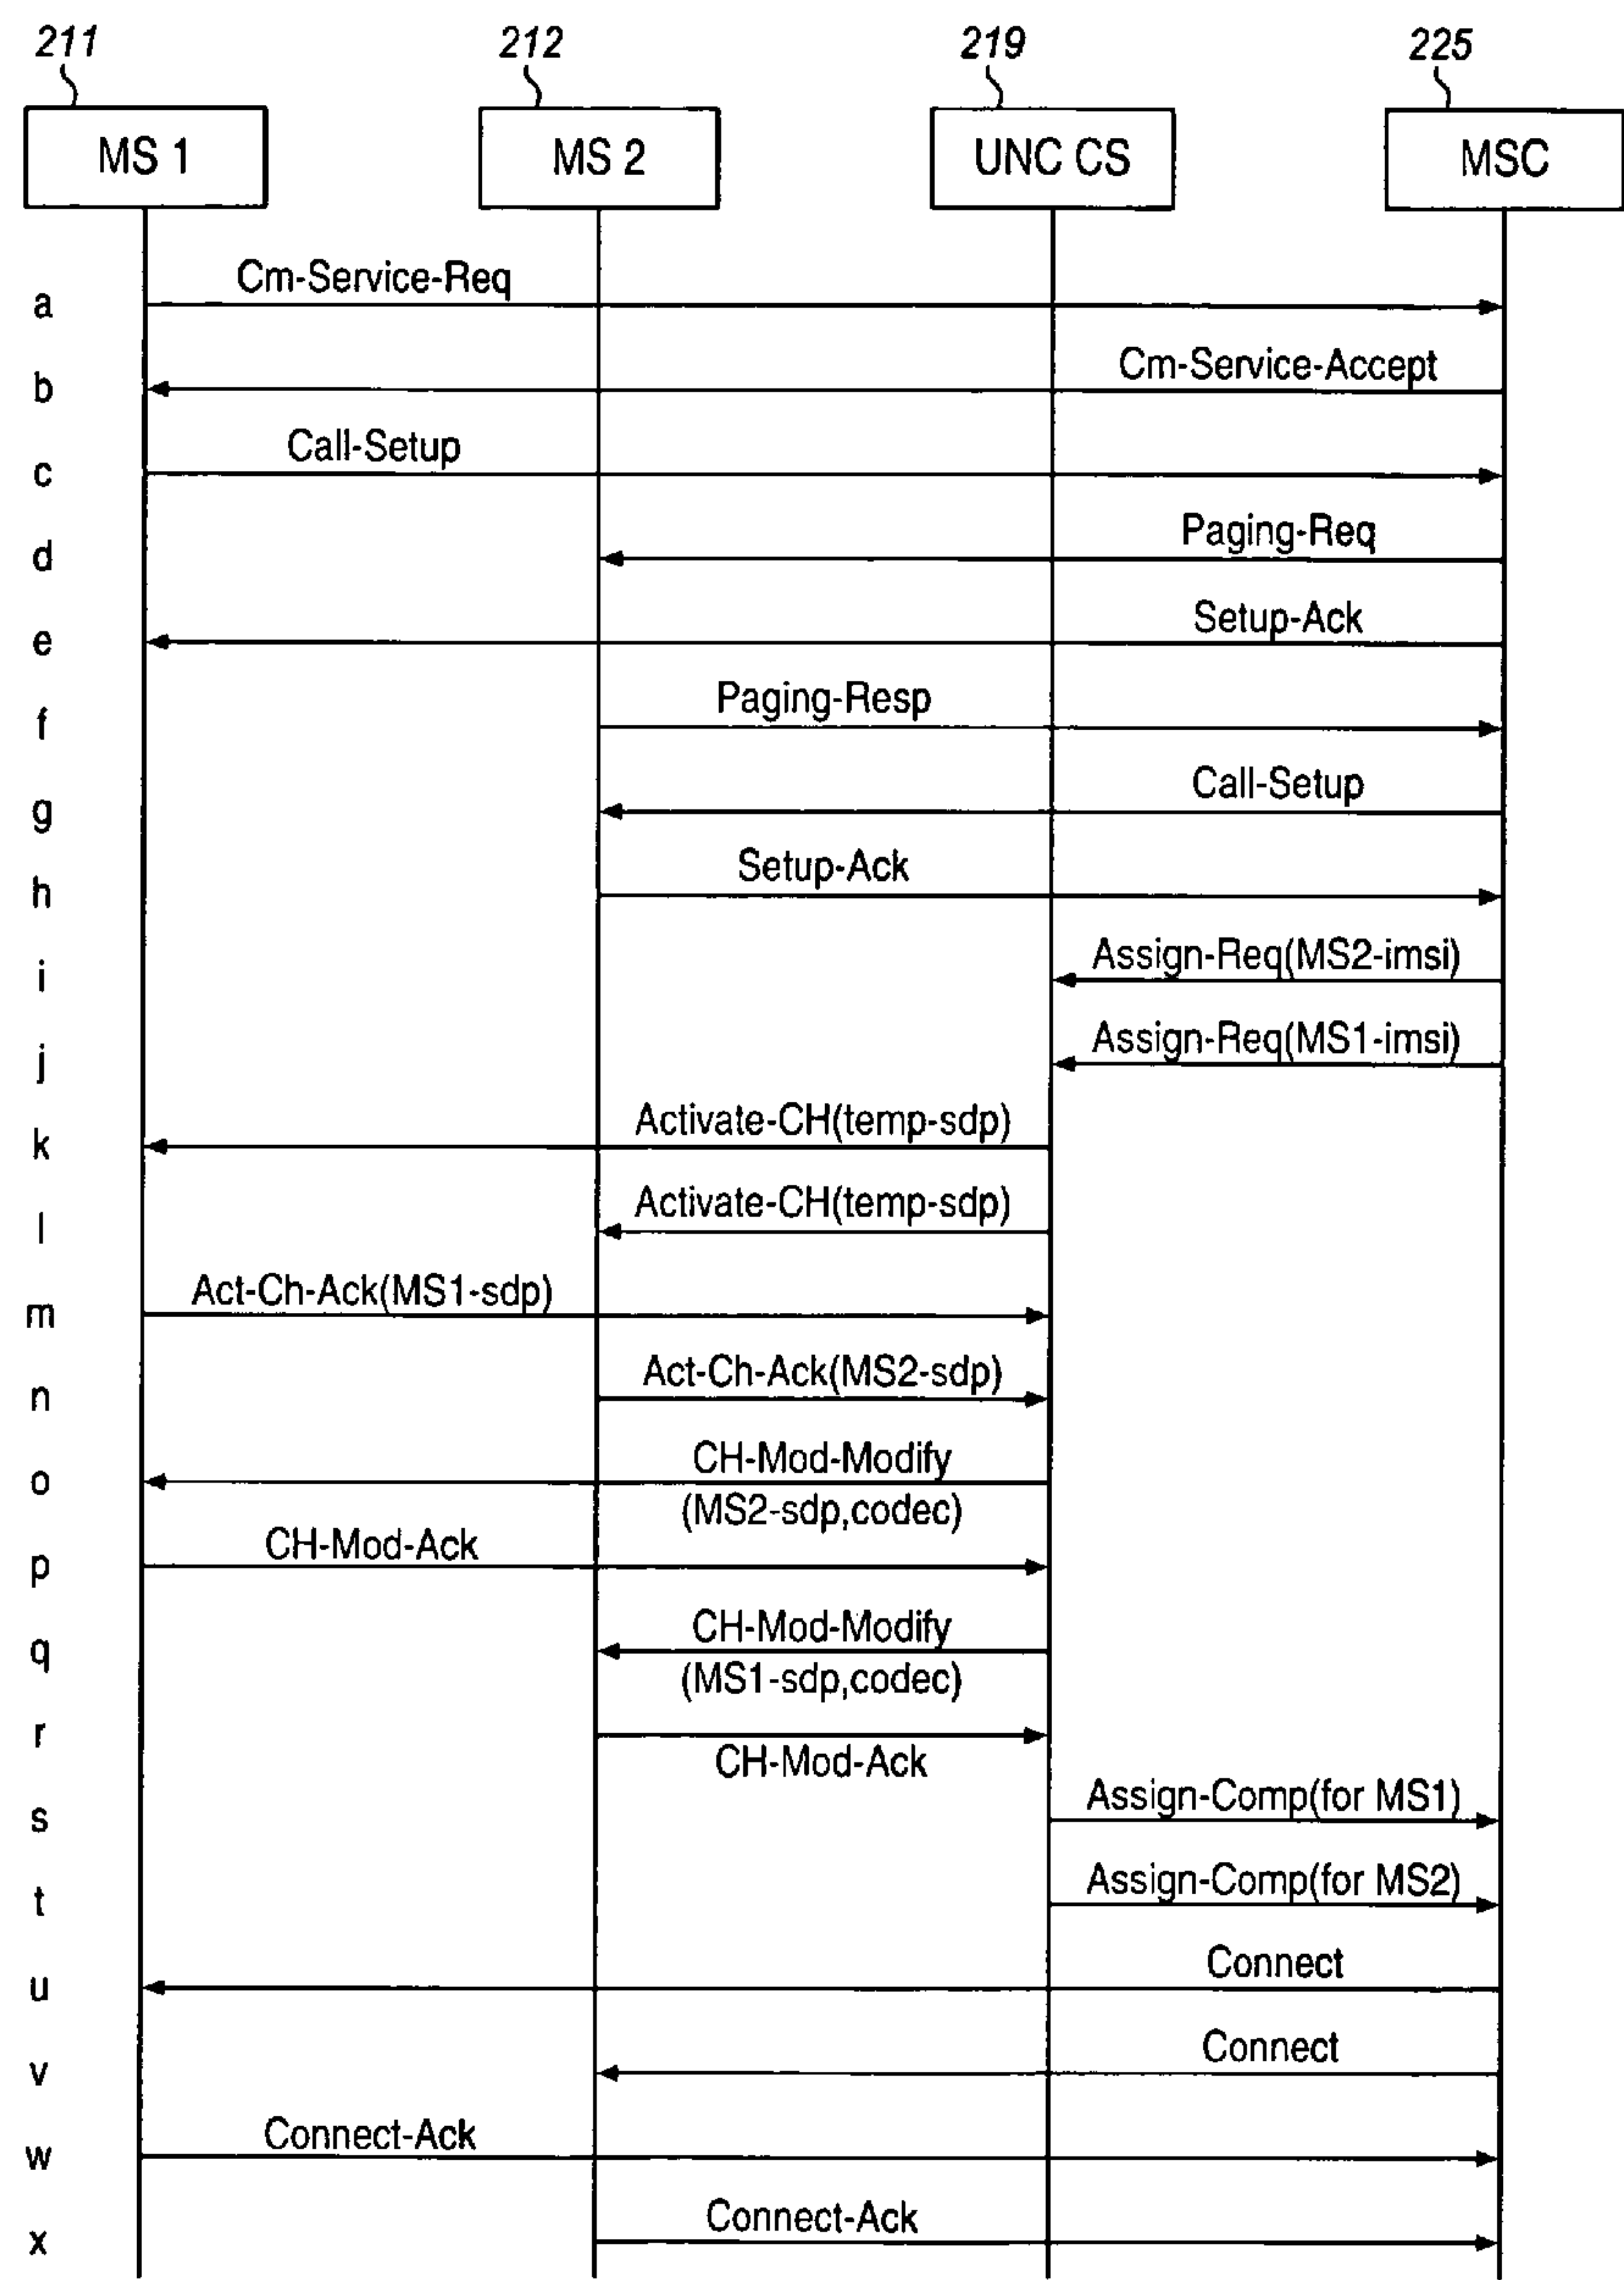 211
212
219
225
MS 1
MS 2
UNC CS
MSC
a
Cm-Service-Req
b
Cm-Service-Accept
c
Call-Setup
d
Paging-Req
e
Setup-Ack
f
Paging-Resp
g
Call-Setup
h
Setup-Ack
i
Assign-Req(MS2-imsi)
j
Assign-Req(MS1-imsi)
k
Activate-CH(temp-sdp)
l
Activate-CH(temp-sdp)
m
Act-Ch-Ack(MS1-sdp)
n
Act-Ch-Ack(MS2-sdp)
o
CH-Mod-Modify
(MS2-sdp,codec)
p
CH-Mod-Ack
q
CH-Mod-Modify
(MS1-sdp,codec)
r
CH-Mod-Ack
s
Assign-Comp(for MS1)
t
Assign-Comp(for MS2)
u
Connect
v
Connect
w
Connect-Ack
x
Connect-Ack